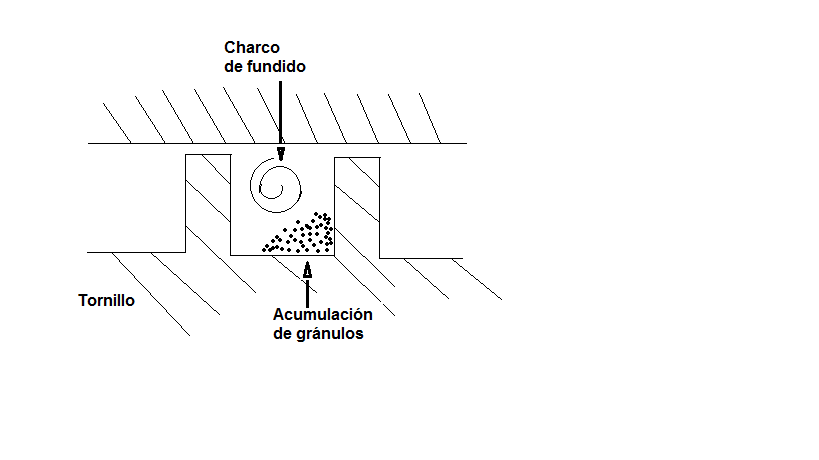 Charco
de fundido
Tornillo
Acumulación
de gránulos